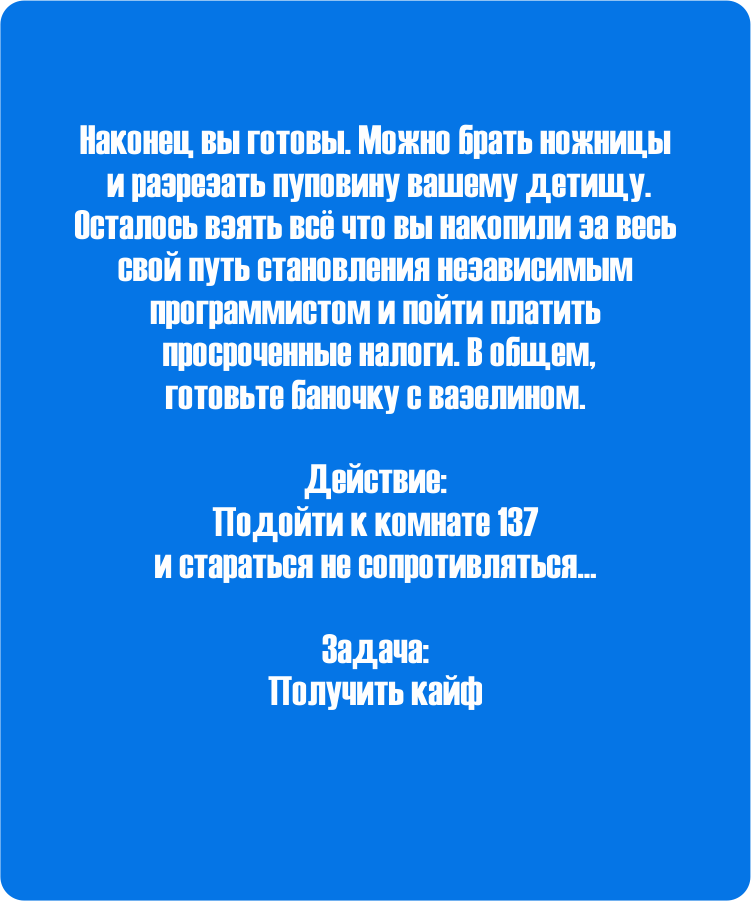 Наконец вы готовы. Можно брать ножницы
и разрезать пуповину вашему детищу.
Осталось взять всё что вы накопили за весь
свой путь становления независимым
программистом и пойти платить
просроченные налоги. В общем,
готовьте баночку с вазелином.
Действие:
Подойти к комнате 137
и стараться не сопротивляться...
Задача:
Получить кайф